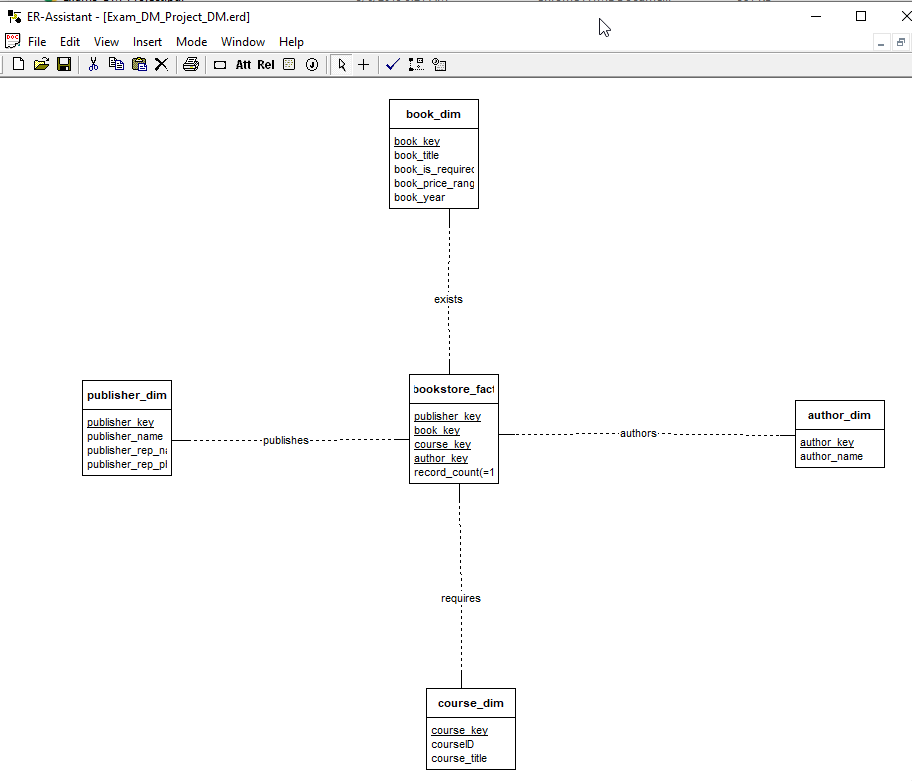 ER-Assistant - [Exam_DM_Project_DM.erd]
File Edit View Insert Mode Window Help
Att Rel
book_dim
book_key
book_title
book_is_required
book_price_rang
book_year
exists
publisher_dim
publisher_key
publisher_name
publisher_rep_na
publisher_rep_pl
publishes
bookstore_fact
publisher_key
book_key
course_key
author_key
record_count(=1
authors
author_dim
author_key
author_name
requires
course_dim
course_key
courseID
course_title